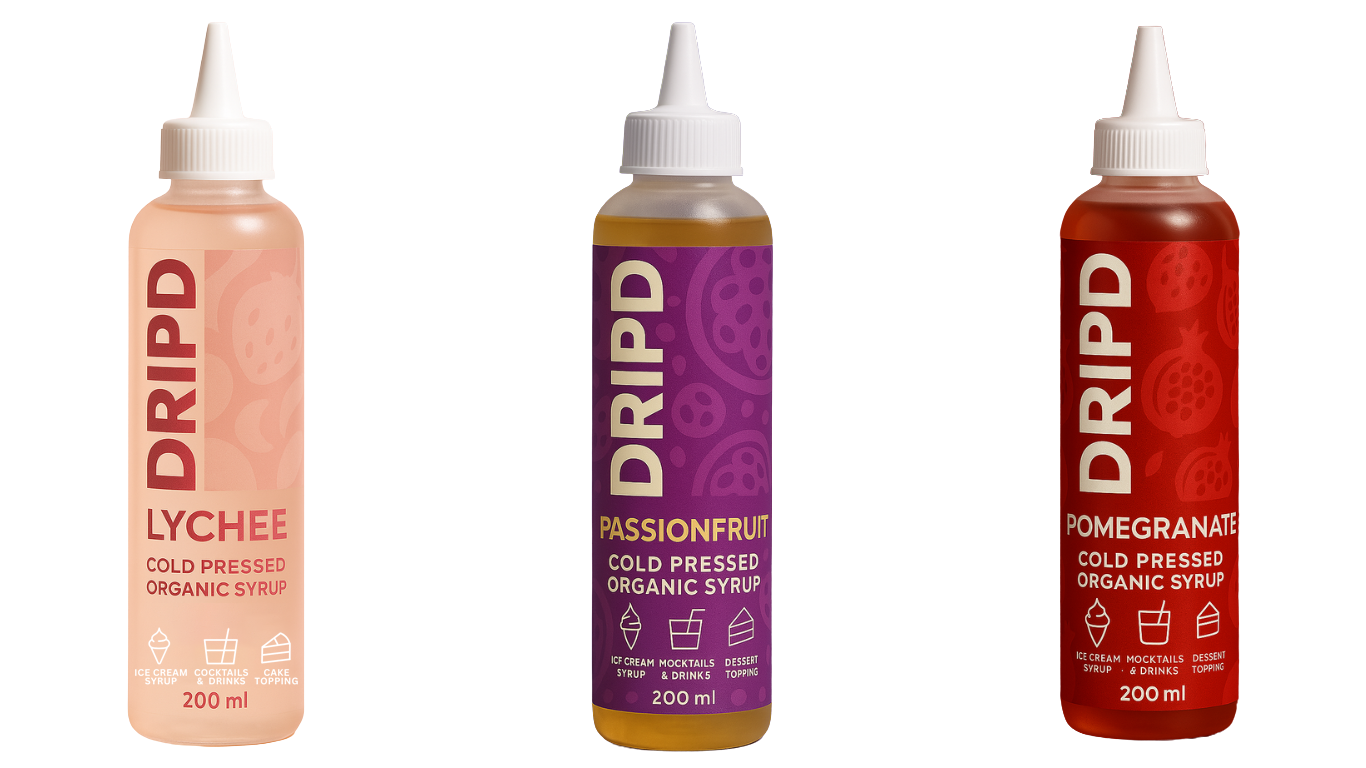 DRIPD
LYCHEE
COLD PRESSED
ORGANIC SYRUP
ICE CREAM
SYRUP
COCKTAILS
& DRINKS
CAKE
TOPPING
200 ml
DRIPD
PASSIONFRUIT
COLD PRESSED
ORGANIC SYRUP
ICF CREAM
SYRUP
MOCKTAILS
& DRINKS
DESSERT
TOPPING
200 ml
DRIPD
POMEGRANATE
COLD PRESSED
ORGANIC SYRUP
ICE CREAM
SYRUP
MOCKTAILS
· & DRINKS
DESSENT
TOPPING
200 ml